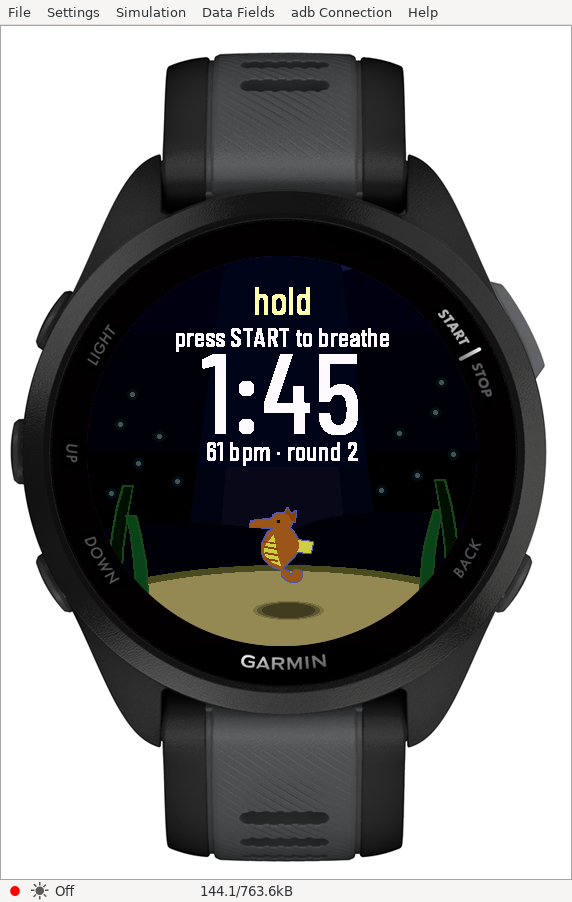 File Settings Simulation Data Fields adb Connection Help
hold
press START to breathe
1:45
61 bpm · round 2
LIGHT
UP
DOWN
START
STOP
BACK
GARMIN
Off 144.1/763.6kB